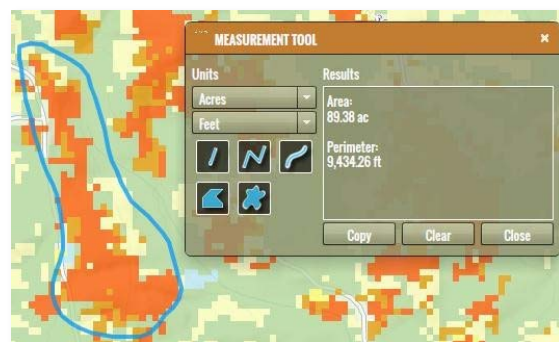 MEASUREMENT TOOL
Units
Results
Acres
Feet
Area:
89.38 ac
Perimeter:
9,434.26 ft
Copy
Clear
Close